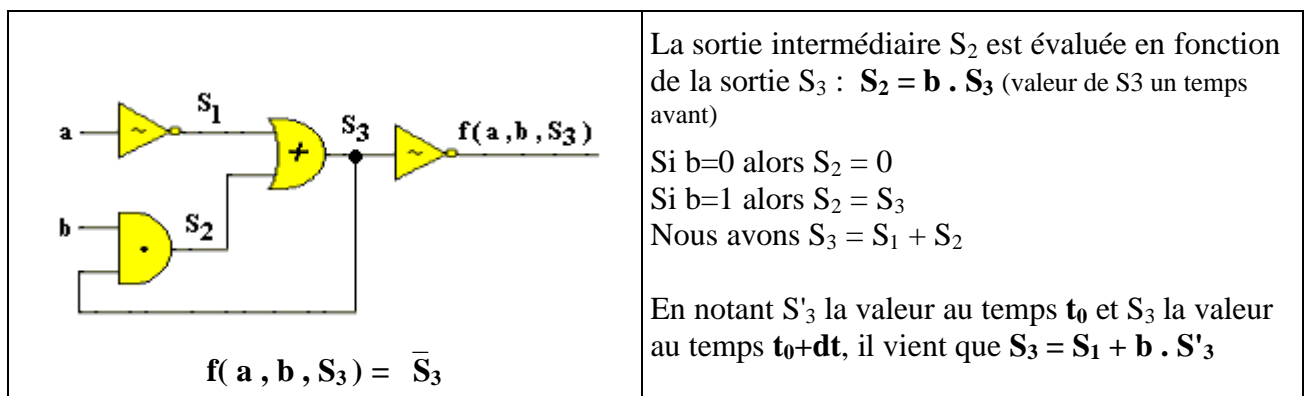 S₁
a
~
+
S₃
~
f( a ,b , S₃ )
b
.
S₂
f( a , b , S₃ ) = S̅₃
La sortie intermédiaire S₂ est évaluée en fonction
de la sortie S₃ : S₂ = b . S₃ (valeur de S3 un temps
avant)
Si b=0 alors S₂ = 0
Si b=1 alors S₂ = S₃
Nous avons S₃ = S₁ + S₂
En notant S'₃ la valeur au temps t₀ et S₃ la valeur
au temps t₀+dt, il vient que S₃ = S₁ + b . S'₃